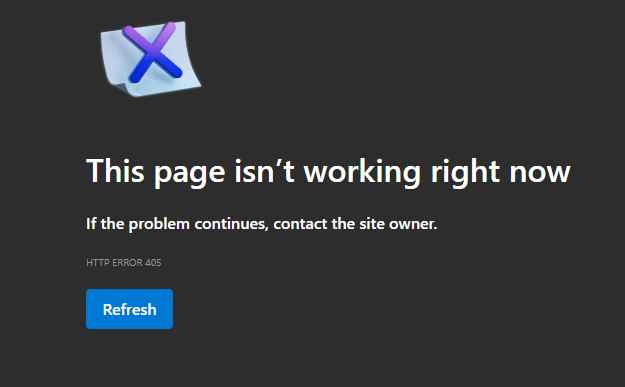 This page isn’t working right now
If the problem continues, contact the site owner.
HTTP ERROR 405
Refresh